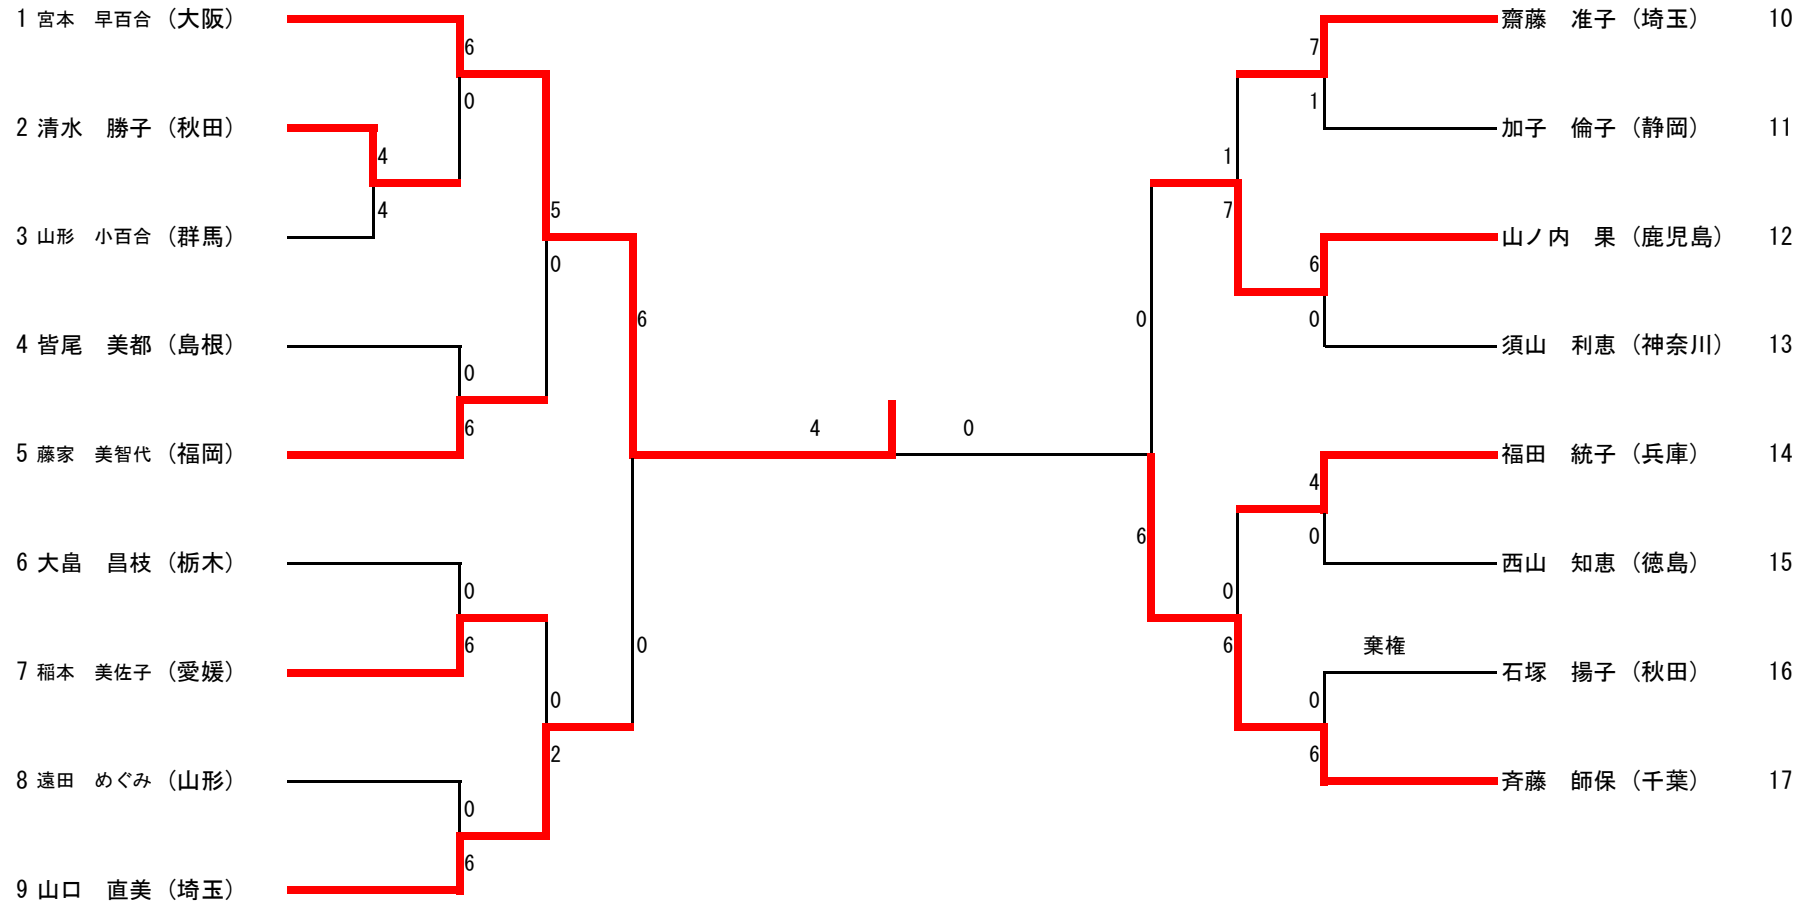 1 宮本　早百合 （大阪）
6
0
2 清水　勝子 （秋田）
4
4
3 山形　小百合 （群馬）
5
0
4 皆尾　美都 （島根）
0
6
5 藤家　美智代 （福岡）
6
0
6 大畠　昌枝 （栃木）
0
6
7 稲本　美佐子 （愛媛）
0
2
8 遠田　めぐみ （山形）
0
6
9 山口　直美 （埼玉）
4
0
齋藤　准子 （埼玉） 10
7
1
加子　倫子 （静岡） 11
1
7
山ノ内　果 （鹿児島） 12
6
0
須山　利恵 （神奈川） 13
0
6
福田　統子 （兵庫） 14
4
0
西山　知恵 （徳島） 15
0
6
棄権
石塚　揚子 （秋田） 16
0
6
斉藤　師保 （千葉） 17